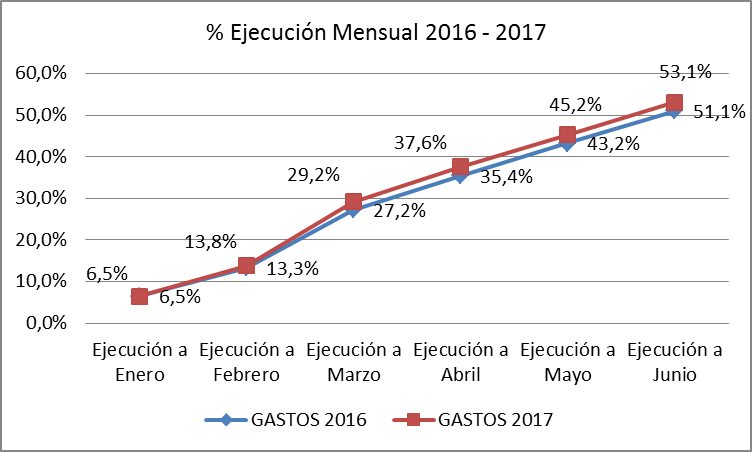 % Ejecución Mensual 2016 - 2017
60,0%
50,0%
40,0%
30,0%
20,0%
10,0%
0,0%
6,5%
13,8%
29,2%
37,6%
45,2%
53,1%
6,5%
13,3%
27,2%
35,4%
43,2%
51,1%
Ejecución a Enero
Ejecución a Febrero
Ejecución a Marzo
Ejecución a Abril
Ejecución a Mayo
Ejecución a Junio
GASTOS 2016
GASTOS 2017